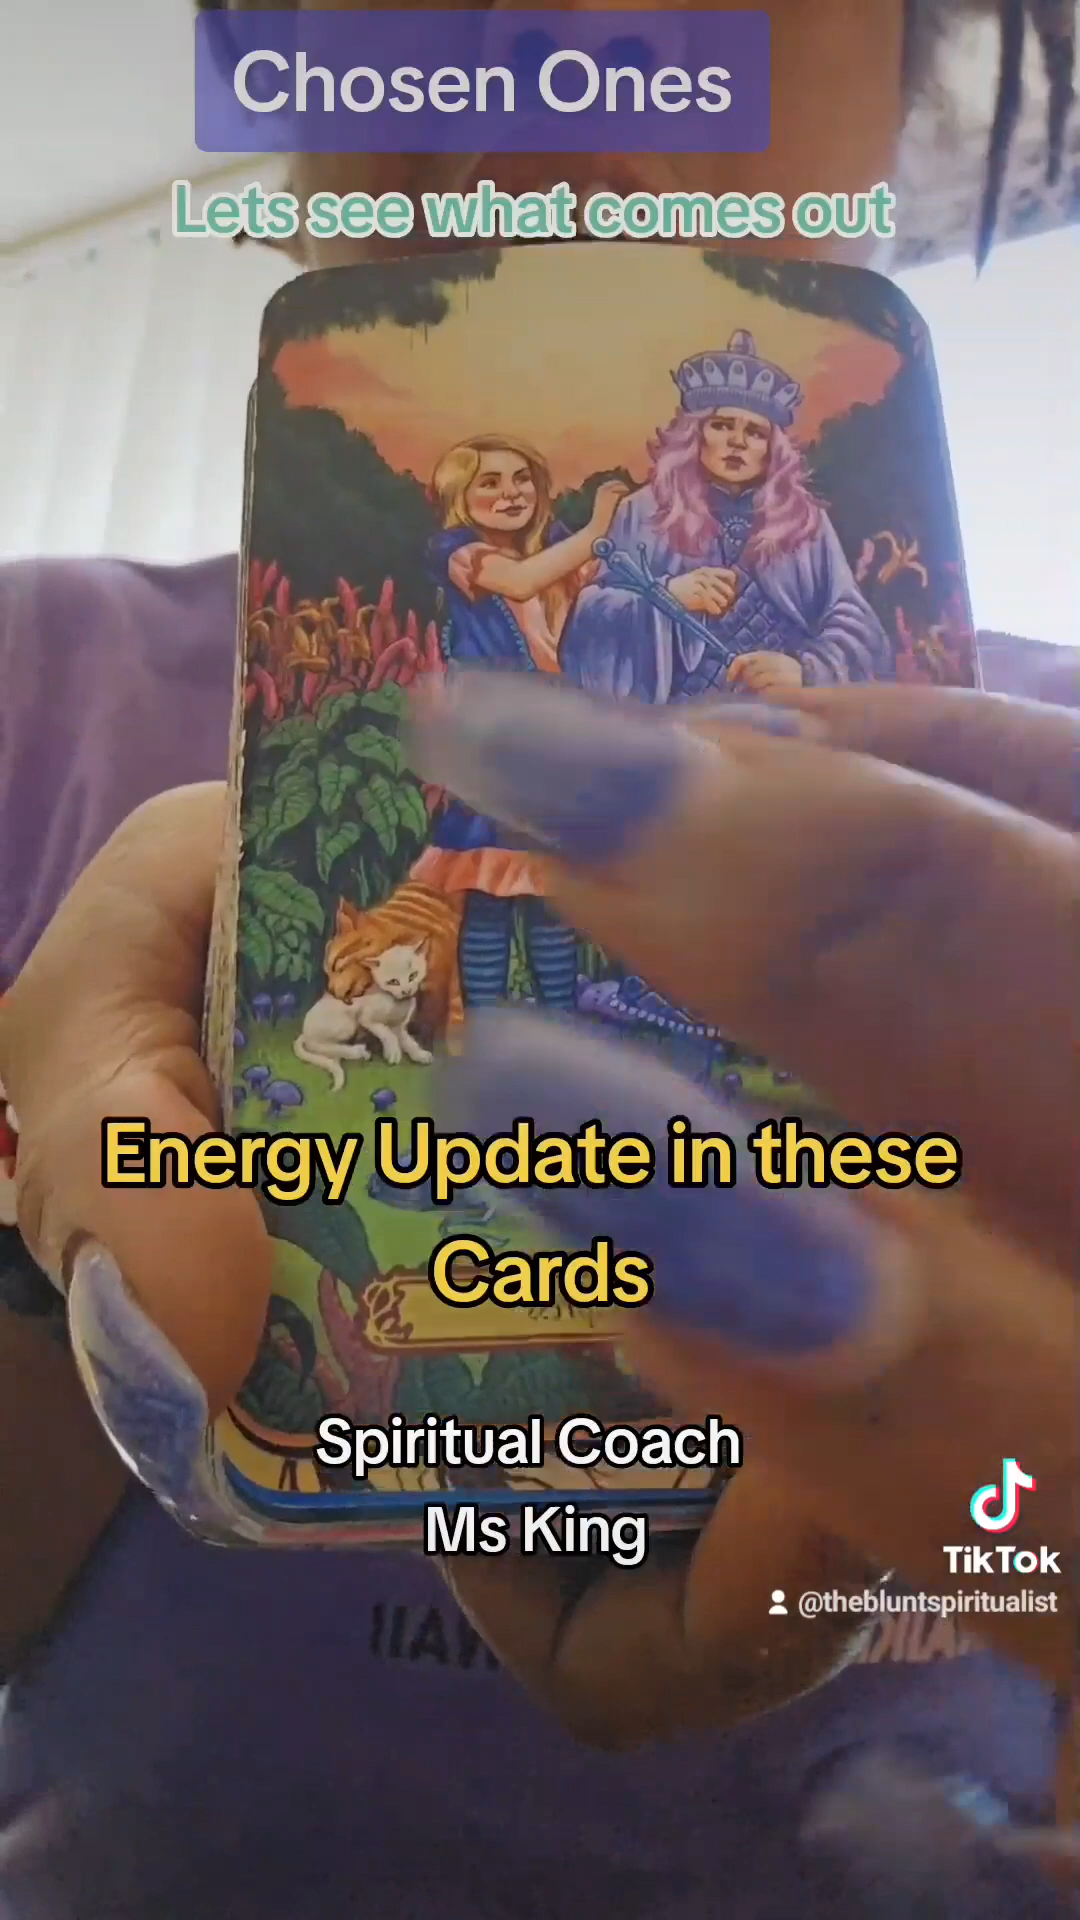 Chosen Ones
Lets see what comes out
Energy Update in these
Cards
Spiritual Coach
Ms King
TikTok
@thebluntspiritualist